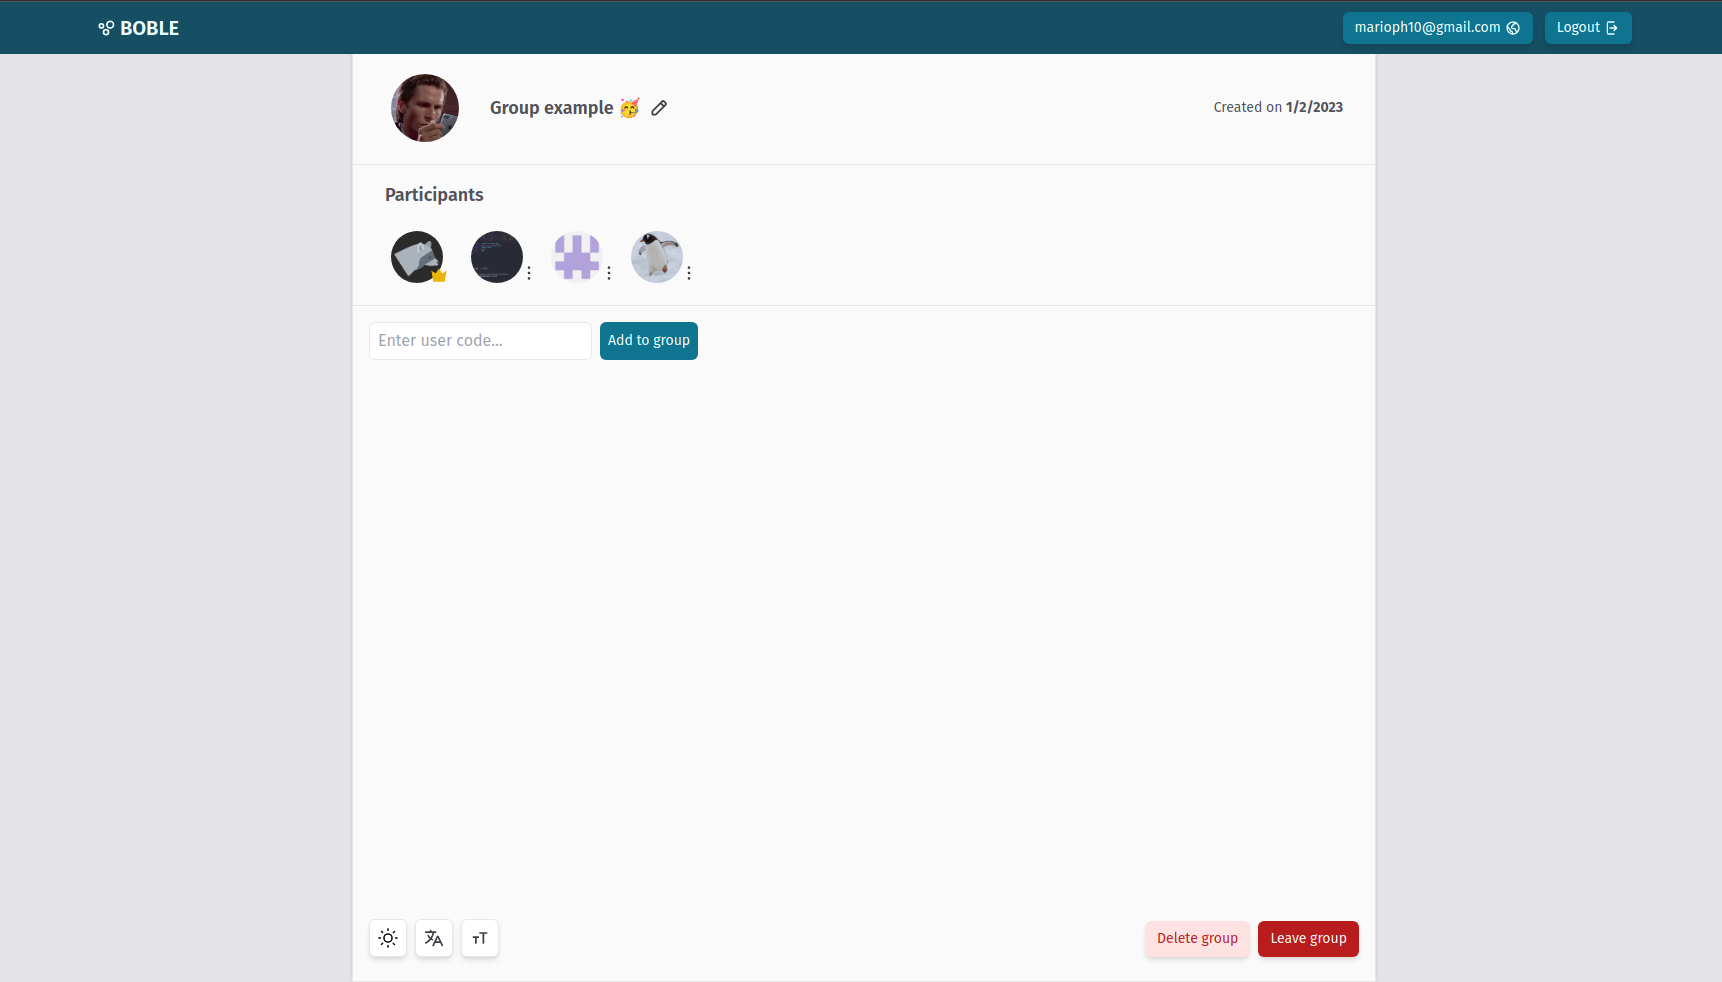 BOBLE
marioph10@gmail.com
Logout
Group example 🥳
Created on 1/2/2023
Participants
Enter user code...
Add to group
Delete group
Leave group